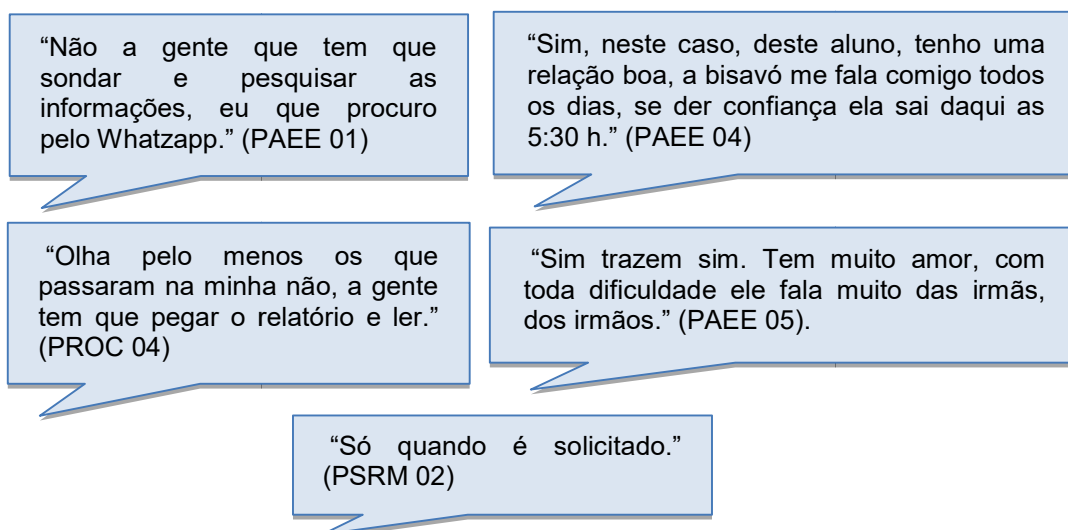 “Não a gente que tem que
sondar e pesquisar as
informações, eu que procuro
pelo Whatzapp.” (PAEE 01)
“Sim, neste caso, deste aluno, tenho uma
relação boa, a bisavó me fala comigo todos
os dias, se der confiança ela sai daqui as
5:30 h.” (PAEE 04)
“Olha pelo menos os que
passaram na minha não, a gente
tem que pegar o relatório e ler.”
(PROC 04)
“Sim trazem sim. Tem muito amor, com
toda dificuldade ele fala muito das irmãs,
dos irmãos.” (PAEE 05).
“Só quando é solicitado.”
(PSRM 02)